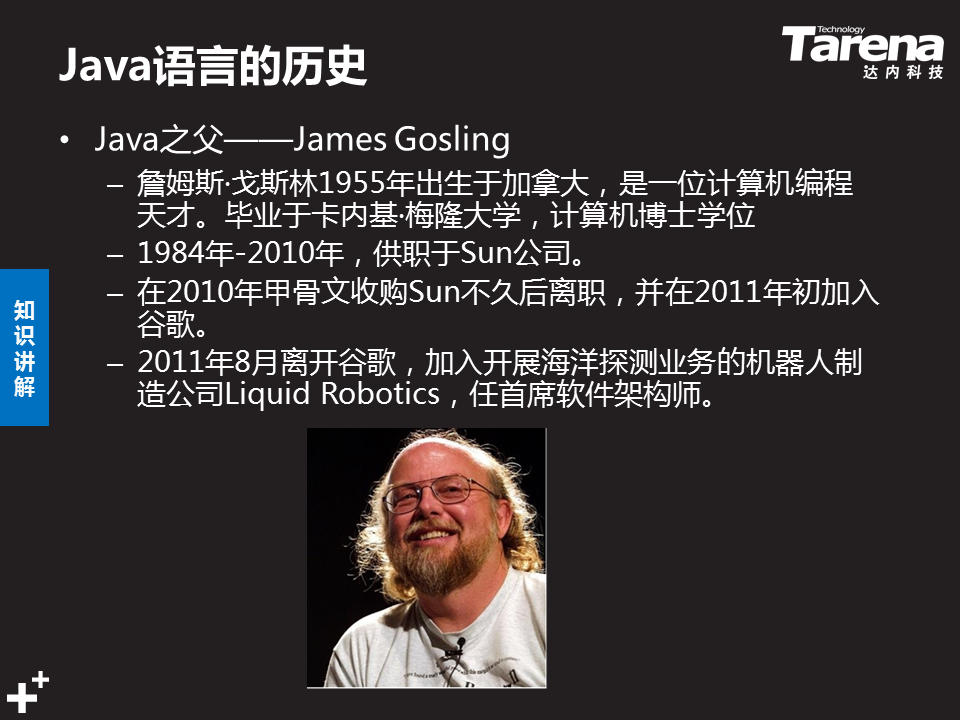 Java语言的历史
Technology
Tarena
达内科技
• Java之父——James Gosling
– 詹姆斯·戈斯林1955年出生于加拿大，是一位计算机编程
天才。毕业于卡内基·梅隆大学，计算机博士学位
– 1984年-2010年，供职于Sun公司。
– 在2010年甲骨文收购Sun不久后离职，并在2011年初加入
谷歌。
– 2011年8月离开谷歌，加入开展海洋探测业务的机器人制
造公司Liquid Robotics，任首席软件架构师。
知
识
讲
解